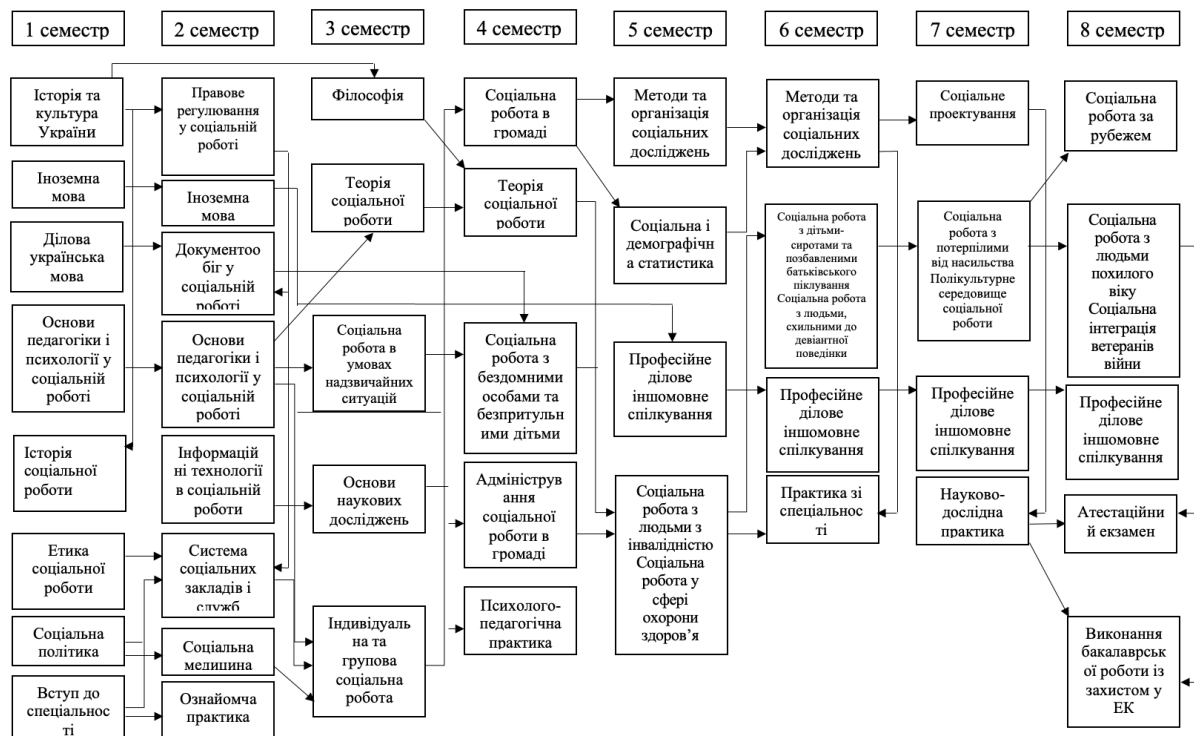 1 семестр
2 семестр
3 семестр
4 семестр
5 семестр
6 семестр
7 семестр
8 семестр
Історія та
культура
України
Іноземна
мова
Ділова
українська
мова
Основи
педагогіки і
психології у
соціальній
роботі
Історія
соціальної
роботи
Етика
соціальної
роботи
Соціальна
політика
Вступ до
спеціальнос
ті
Правове
регулювання
у соціальній
роботі
Іноземна
мова
Документоо
біг у
соціальній
роботі
Основи
педагогіки і
психології у
соціальній
роботі
Інформацій
ні технології
в соціальній
роботи
Система
соціальних
закладів і
служб
Соціальна
медицина
Ознайомча
практика
Філософія
Теорія
соціальної
роботи
Соціальна
робота в
умовах
надзвичайних
ситуацій
Основи
наукових
досліджень
Індивідуаль
на та
групова
соціальна
робота
Соціальна
робота в
громаді
Теорія
соціальної
роботи
Соціальна
робота з
бездомними
особами та
безпритульн
ими дітьми
Адмініструв
ання
соціальної
роботи в
громаді
Психолого-
педагогічна
практика
Методи та
організація
соціальних
досліджень
Соціальна і
демографічн
а статистика
Професійне
ділове
іншомовне
спілкування
Соціальна
робота з
людьми з
інвалідністю
Соціальна
робота у
сфері
охорони
здоров’я
Методи та
організація
соціальних
досліджень
Соціальна робота
з дітьми-
сиротами та
позбавленими
батьківського
піклування
Соціальна робота
з людьми,
схильними до
девіантної
поведінки
Професійне
ділове
іншомовне
спілкування
Практика зі
спеціальнос
ті
Соціальне
проектування
Соціальна
робота з
потерпілими
від насильства
Полікультурне
середовище
соціальної
роботи
Професійне
ділове
іншомовне
спілкування
Науково-
дослідна
практика
Соціальна
робота за
рубежем
Соціальна
робота з
людьми
похилого
віку
Соціальна
інтеграція
ветеранів
війни
Професійне
ділове
іншомовне
спілкування
Атестаційни
й екзамен
Виконання
бакалаврськ
ої роботи із
захистом у
ЕК